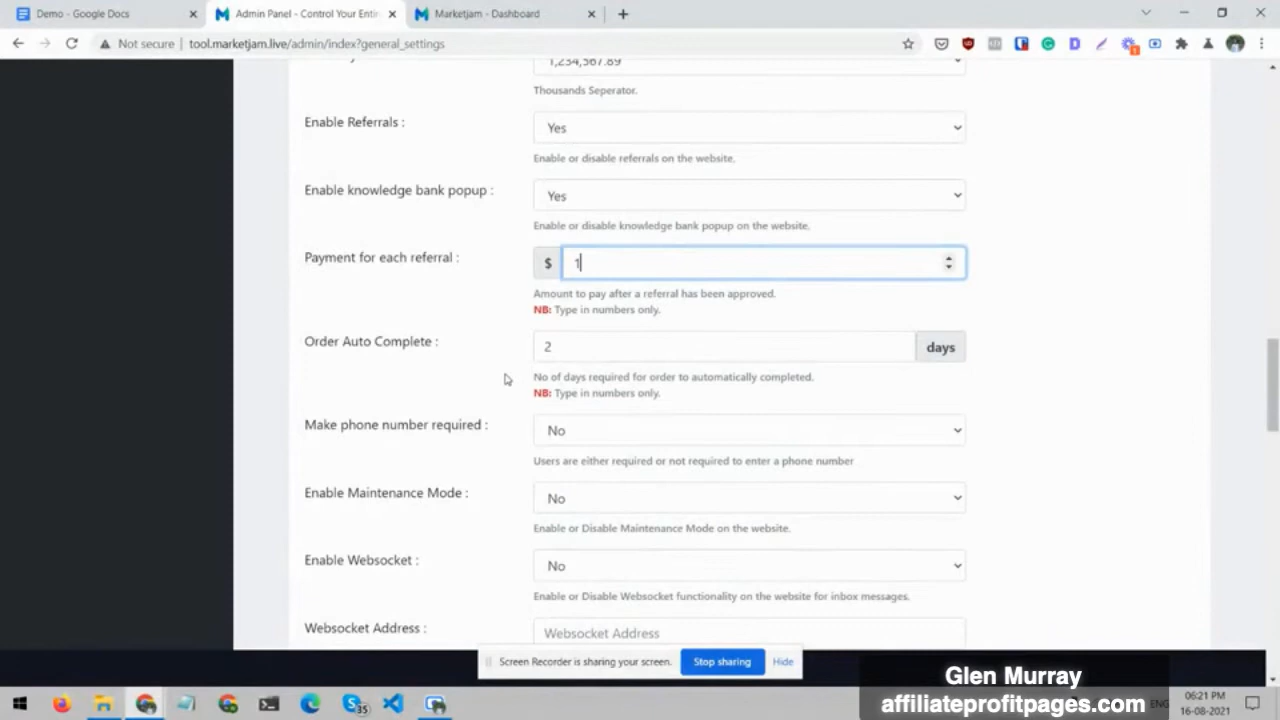 Demo - Google Docs
Admin Panel - Control Your Entir
Marketjam - Dashboard
Not secure | tool.marketjam.live/admin/index?general_settings
1,234,567.89
Thousands Seperator.
Enable Referrals :
Yes
Enable or disable referrals on the website.
Enable knowledge bank popup :
Yes
Enable or disable knowledge bank popup on the website.
Payment for each referral :
$ 1
Amount to pay after a referral has been approved.
NB: Type in numbers only.
Order Auto Complete :
2 days
No of days required for order to automatically completed.
NB: Type in numbers only.
Make phone number required :
No
Users are either required or not required to enter a phone number
Enable Maintenance Mode :
No
Enable or Disable Maintenance Mode on the website.
Enable Websocket :
No
Enable or Disable Websocket functionality on the website for inbox messages.
Websocket Address :
Websocket Address
Screen Recorder is sharing your screen. Stop sharing Hide
Glen Murray
affiliateprofitpages.com
35
ENG
06:21 PM
16-08-2021